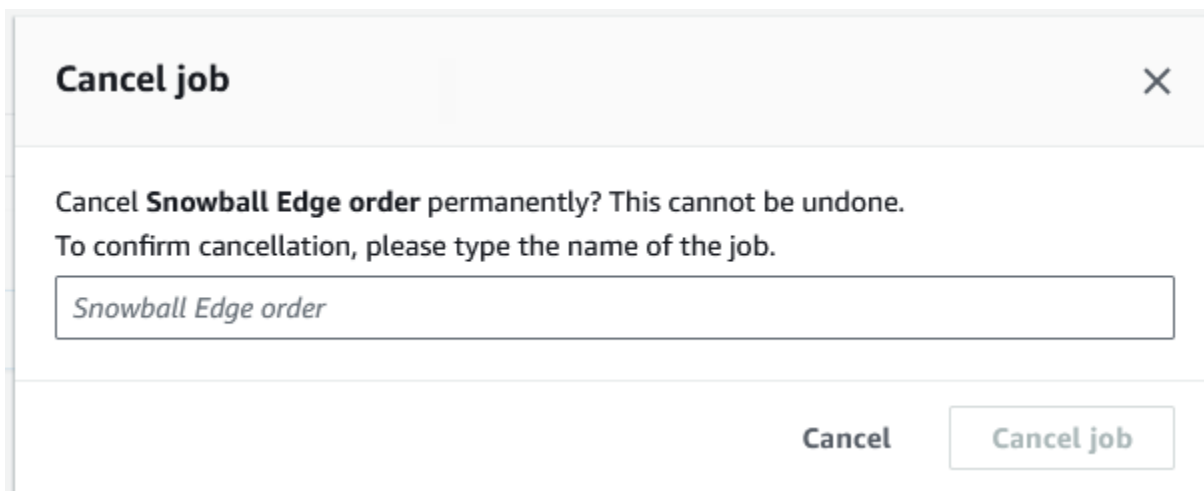 Cancel job
Cancel Snowball Edge order permanently? This cannot be undone.
To confirm cancellation, please type the name of the job.
Snowball Edge order
Cancel Cancel job